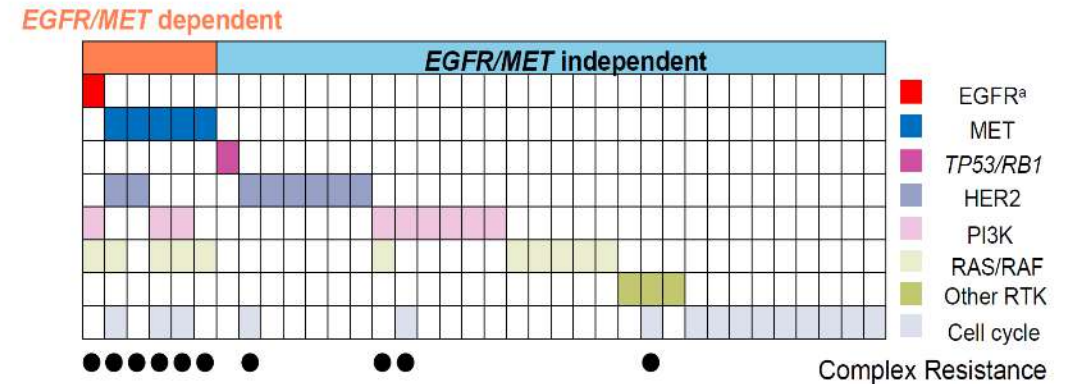 EGFR/MET dependent
EGFR/MET independent
EGFRa
MET
TP53/RB1
HER2
PI3K
RAS/RAF
Other RTK
Cell cycle
Complex Resistance